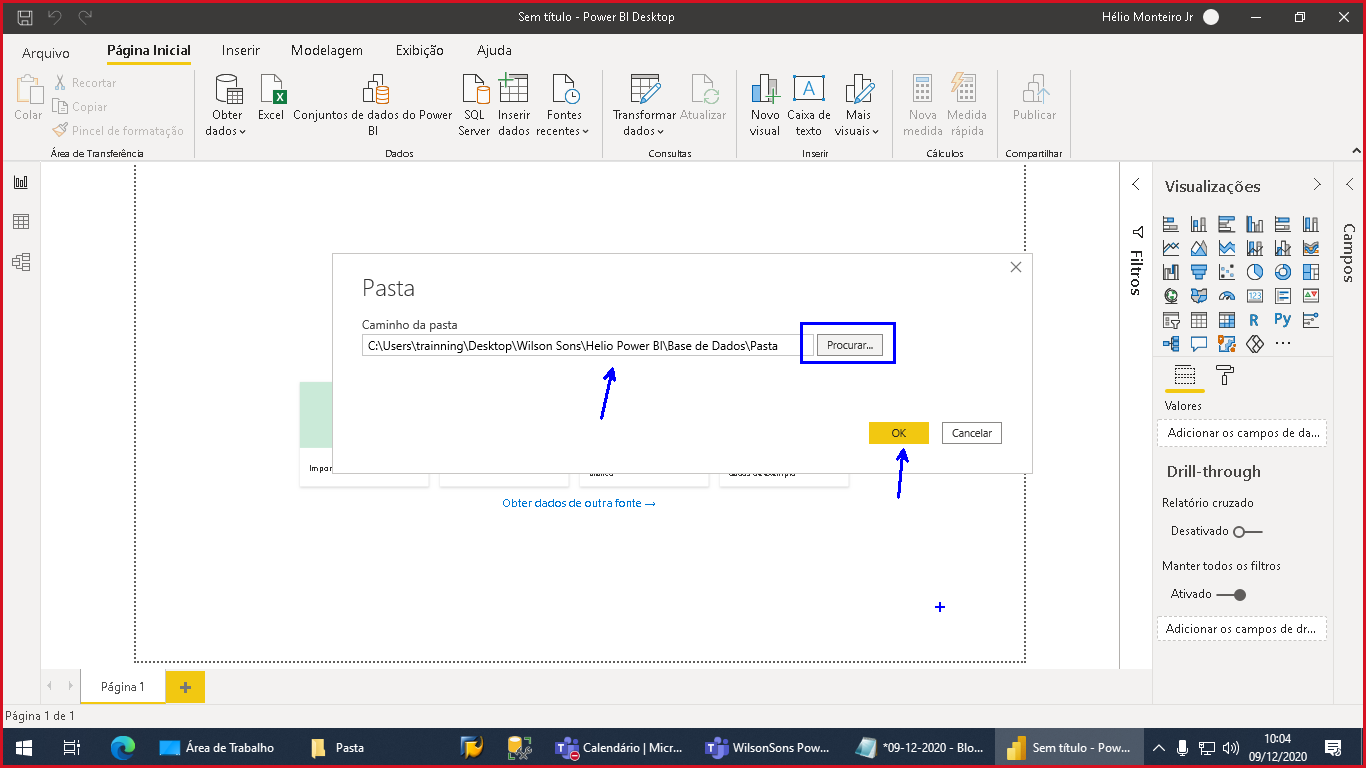 Sem título - Power BI Desktop
Hélio Monteiro Jr
Arquivo
Página Inicial
Inserir
Modelagem
Exibição
Ajuda
Colar
Recortar
Copiar
Pincel de formatação
Área de Transferência
Obter dados
Excel
Conjuntos de dados do Power BI
SQL Server
Inserir dados
Fontes recentes
Dados
Transformar dados
Atualizar
Consultas
Novo visual
Caixa de texto
Mais visuais
Inserir
Nova medida
Medida rápida
Cálculos
Publicar
Compartilhar
Pasta
Caminho da pasta
C:\Users\trainning\Desktop\Wilson Sons\Helio Power BI\Base de Dados\Pasta
Procurar...
OK
Cancelar
Impor
dados de exemplo
Obter dados de outra fonte →
Filtros
Visualizações
123
R
Py
Valores
Adicionar os campos de da...
Drill-through
Relatório cruzado
Desativado
Manter todos os filtros
Ativado
Adicionar os campos de dr...
Campos
Página 1
Página 1 de 1
Área de Trabalho
Pasta
Calendário | Micr...
WilsonSons Pow...
*09-12-2020 - Blo...
Sem título - Pow...
10:04
09/12/2020